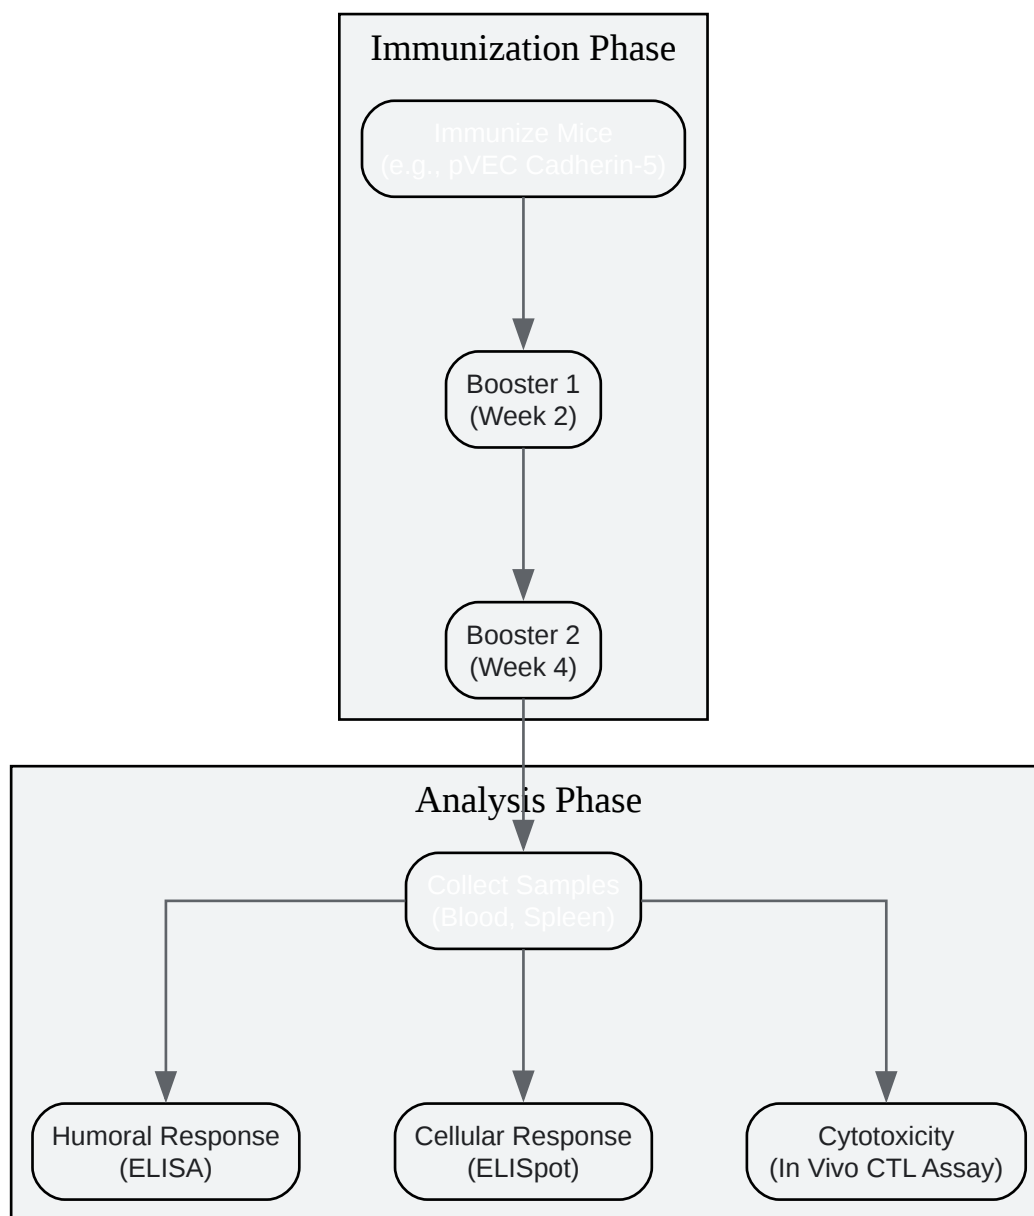 Immunization Phase
Immunize Mice
(e.g., pVEC Cadherin-5)
Booster 1
(Week 2)
Booster 2
(Week 4)
Analysis Phase
Collect Samples
(Blood, Spleen)
Humoral Response
(ELISA)
Cellular Response
(ELISpot)
Cytotoxicity
(In Vivo CTL Assay)